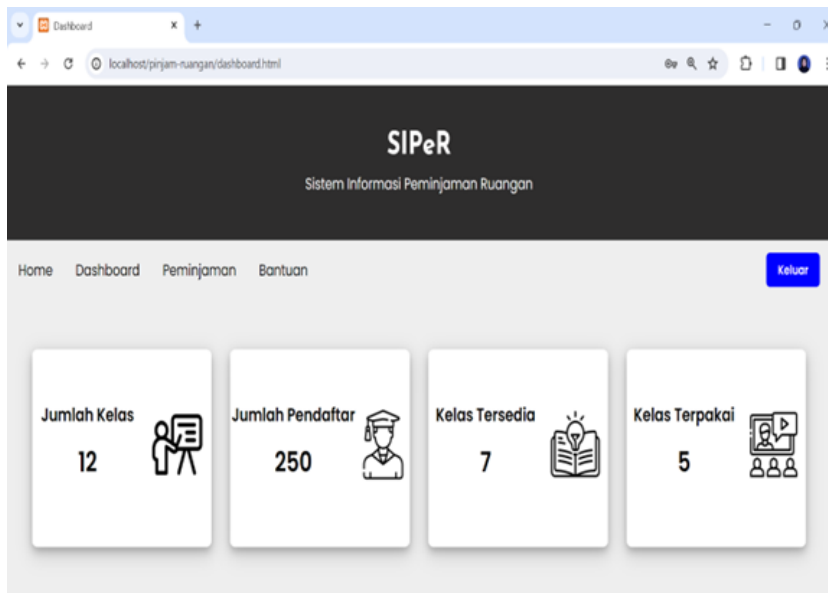 Dashboard
localhost/pinjam-ruangan/dashboard.html
SIPeR
Sistem Informasi Peminjaman Ruangan
Home Dashboard Peminjaman Bantuan Keluar
Jumlah Kelas
12
Jumlah Pendaftar
250
Kelas Tersedia
7
Kelas Terpakai
5